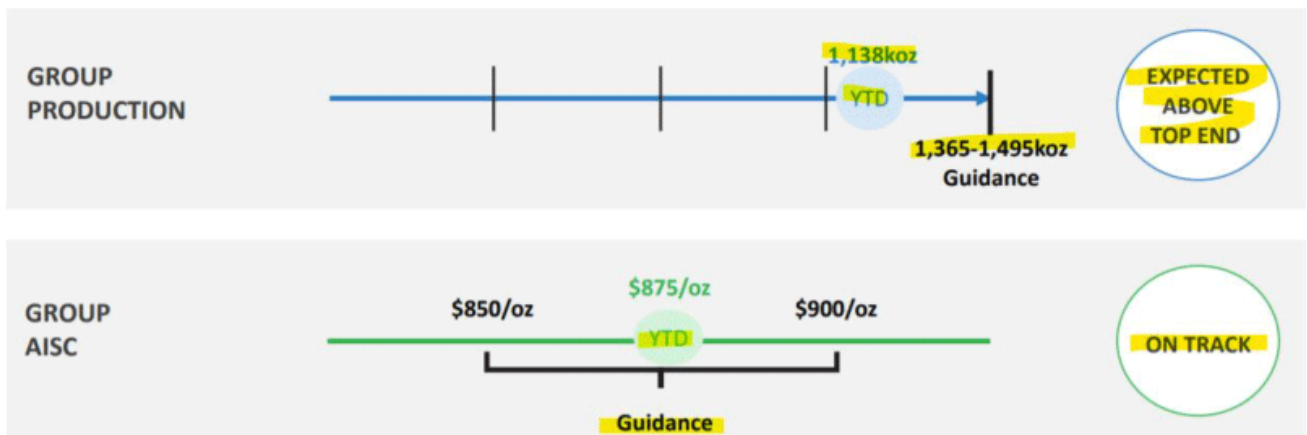 GROUP
PRODUCTION
1,138koz
YTD
1,365-1,495koz
Guidance
EXPECTED
ABOVE
TOP END
GROUP
AISC
$850/oz
$875/oz
$900/oz
YTD
Guidance
ON TRACK